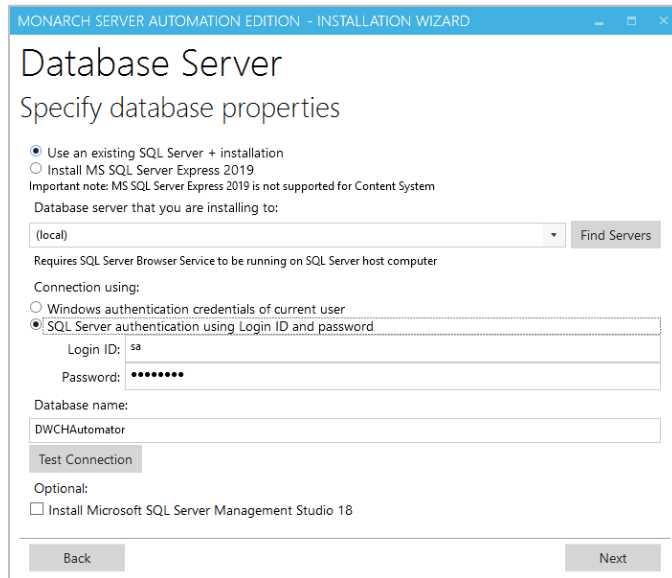 MONARCH SERVER AUTOMATION EDITION - INSTALLATION WIZARD
Database Server
Specify database properties
Use an existing SQL Server + installation
Install MS SQL Server Express 2019
Important note: MS SQL Server Express 2019 is not supported for Content System
Database server that you are installing to:
(local)
Find Servers
Requires SQL Server Browser Service to be running on SQL Server host computer
Connection using:
Windows authentication credentials of current user
SQL Server authentication using Login ID and password
Login ID: sa
Password: ••••••••
Database name:
DWCHAutomator
Test Connection
Optional:
Install Microsoft SQL Server Management Studio 18
Back
Next